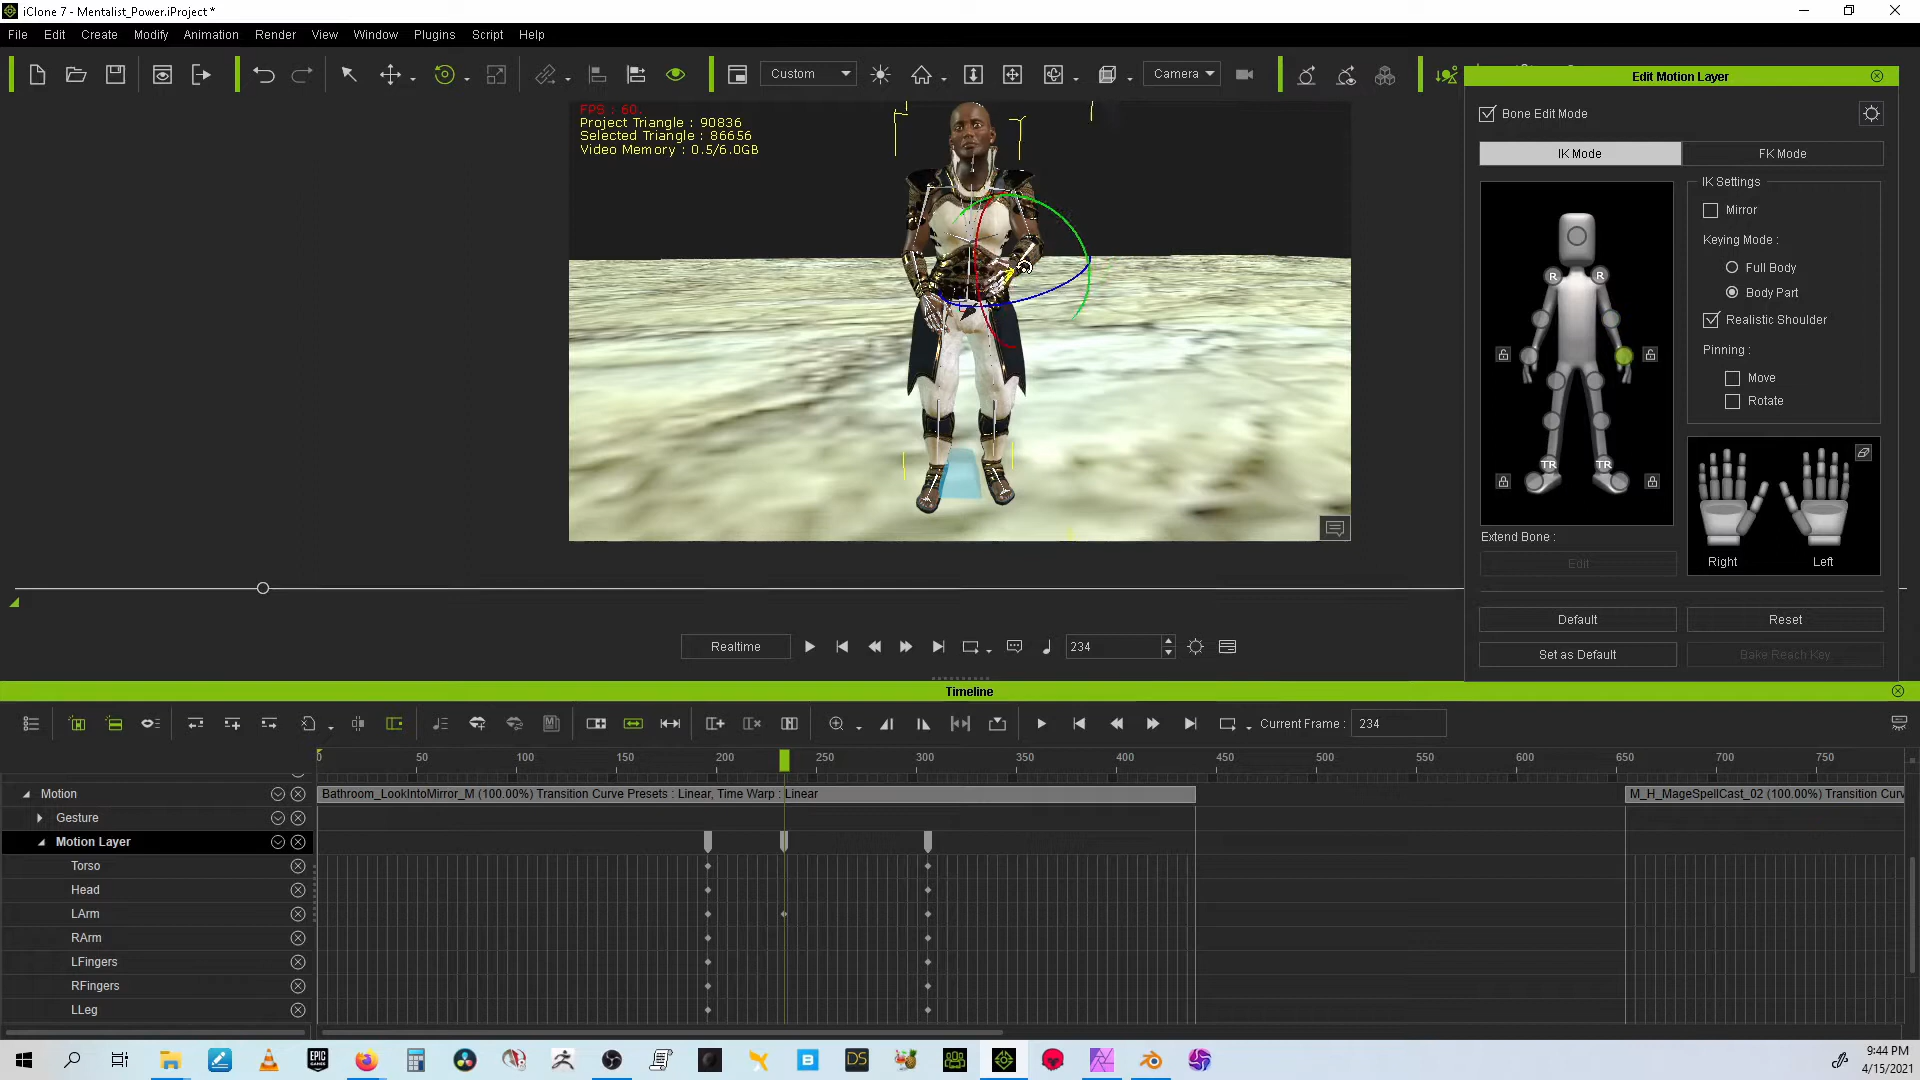 iClone 7 - Mentalist_Power.iProject *
File Edit Create Modify Animation Render View Window Plugins Script Help
Custom
Camera
Edit Motion Layer
FPS : 60.
Project Triangle : 90836
Selected Triangle : 86656
Video Memory : 0.5/6.0GB
Bone Edit Mode
IK Mode FK Mode
IK Settings
Mirror
Keying Mode :
Full Body
Body Part
Realistic Shoulder
Pinning :
Move
Rotate
R R
TR TR
Extend Bone :
Edit
Right Left
Default Reset
Set as Default Bake Reach Key
Realtime 234
Timeline
Current Frame : 234
0 50 100 150 200 250 300 350 400 450 500 550 600 650 700 750
Motion
Bathroom_LookIntoMirror_M (100.00%) Transition Curve Presets : Linear, Time Warp : Linear
M_H_MageSpellCast_02 (100.00%) Transition Curv
Gesture
Motion Layer
Torso
Head
LArm
RArm
LFingers
RFingers
LLeg
EPIC GAMES
B
DS
9:44 PM
4/15/2021